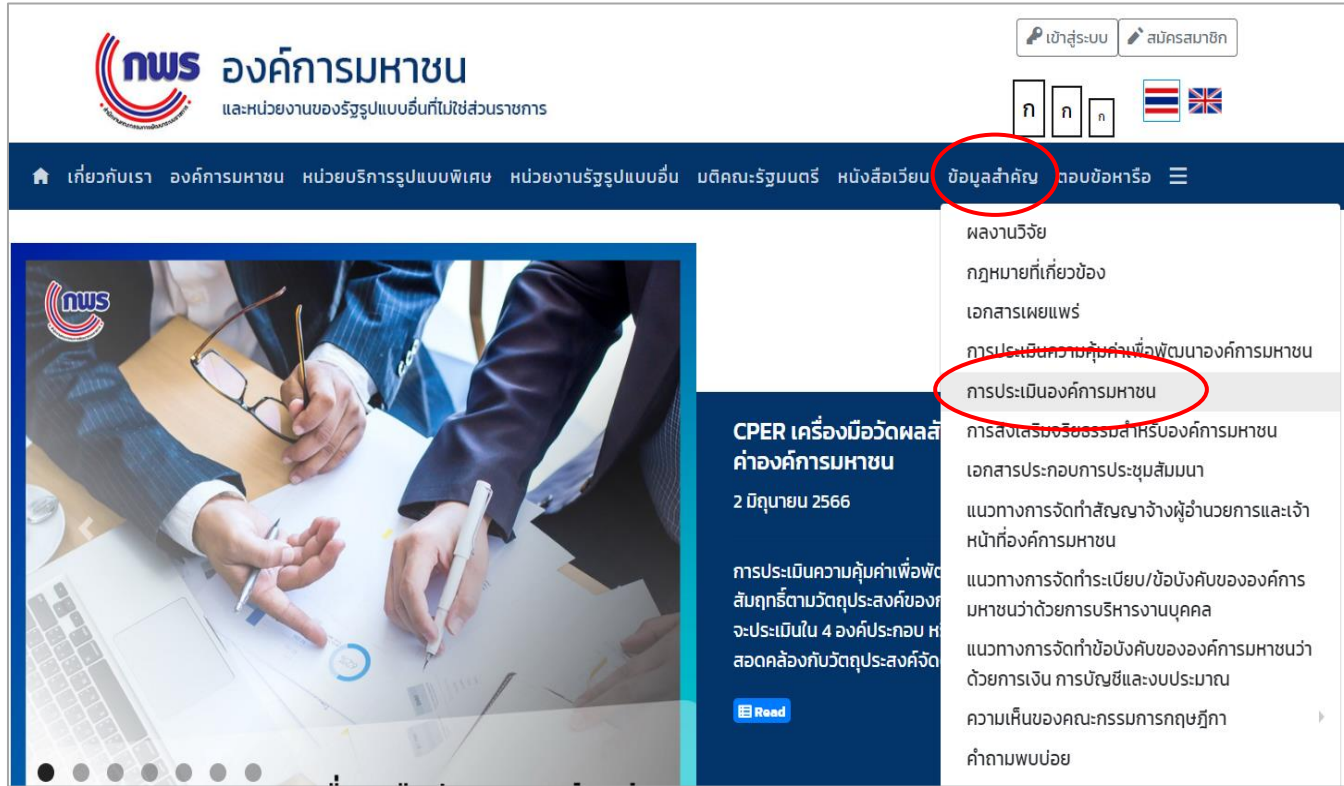 กพร
องค์การมหาชน
และหน่วยงานของรัฐรูปแบบอื่นที่ไม่ใช่ส่วนราชการ
เข้าสู่ระบบ สมัครสมาชิก
ก ก ก
เกี่ยวกับเรา องค์การมหาชน หน่วยบริการรูปแบบพิเศษ หน่วยงานรัฐรูปแบบอื่น มติคณะรัฐมนตรี หนังสือเวียน ข้อมูลสำคัญ ตอบข้อหารือ
ผลงานวิจัย
กฎหมายที่เกี่ยวข้อง
เอกสารเผยแพร่
การประเมินความคุ้มค่าเพื่อพัฒนาองค์การมหาชน
การประเมินองค์การมหาชน
การส่งเสริมจริยธรรมสำหรับองค์การมหาชน
เอกสารประกอบการประชุมสัมมนา
แนวทางการจัดทำสัญญาจ้างผู้อำนวยการและเจ้า
หน้าที่องค์การมหาชน
แนวทางการจัดทำระเบียบ/ข้อบังคับขององค์การ
มหาชนว่าด้วยการบริหารงานบุคคล
แนวทางการจัดทำข้อบังคับขององค์การมหาชนว่า
ด้วยการเงิน การบัญชีและงบประมาณ
ความเห็นของคณะกรรมการกฤษฎีกา
คำถามพบบ่อย
กพร
CPER เครื่องมือวัดผลสั
ค่าองค์การมหาชน
2 มิถุนายน 2566
การประเมินความคุ้มค่าเพื่อพัต
สัมฤทธิ์ตามวัตถุประสงค์ของก
จะประเมินใน 4 องค์ประกอบ ห
สอดคล้องกับวัตถุประสงค์จัด
Read